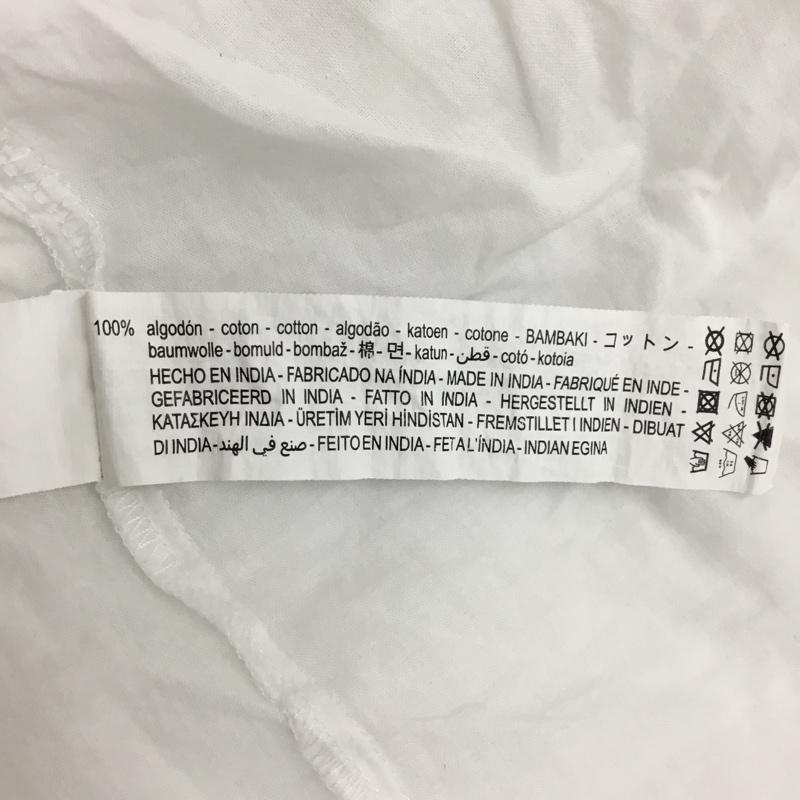 100% algodón - coton - cotton - algodão - katoen - cotone - BAMBAKI - コットン -
baumwolle - bomuld - bombaž - 棉 - 면 - katun - قطن - cotó - kotoia
HECHO EN INDIA - FABRICADO NA ÍNDIA - MADE IN INDIA - FABRIQUÉ EN INDE -
GEFABRICEERD IN INDIA - FATTO IN INDIA - HERGESTELLT IN INDIEN -
ΚΑΤΑΣΚΕΥΗ ΙΝΔΙΑ - ÜRETİM YERİ HİNDİSTAN - FREMSTILLET I INDIEN - DIBUAT
DI INDIA - صنع في الهند - FEITO EN INDIA - FET A L'ÍNDIA - INDIAN EGINA